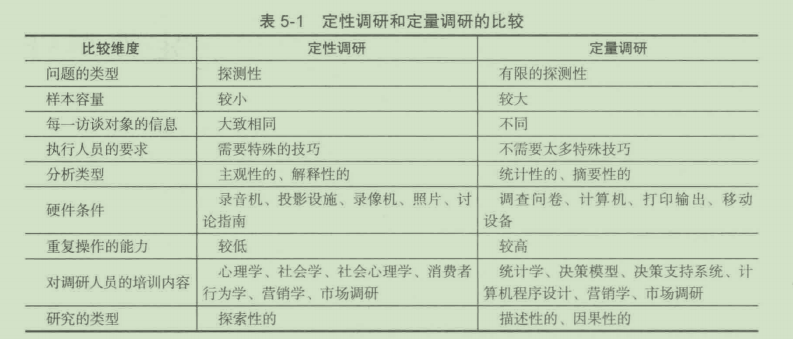 表 5-1 定性调研和定量调研的比较
比较维度 定性调研 定量调研
问题的类型 探测性 有限的探测性
样本容量 较小 较大
每一访谈对象的信息 大致相同 不同
执行人员的要求 需要特殊的技巧 不需要太多特殊技巧
分析类型 主观性的、解释性的 统计性的、摘要性的
硬件条件 录音机、投影设施、录像机、照片、讨 调查问卷、计算机、打印输出、移动
论指南 设备
重复操作的能力 较低 较高
对调研人员的培训内容 心理学、社会学、社会心理学、消费者 统计学、决策模型、决策支持系统、计
行为学、营销学、市场调研 算机程序设计、营销学、市场调研
研究的类型 探索性的 描述性的、因果性的